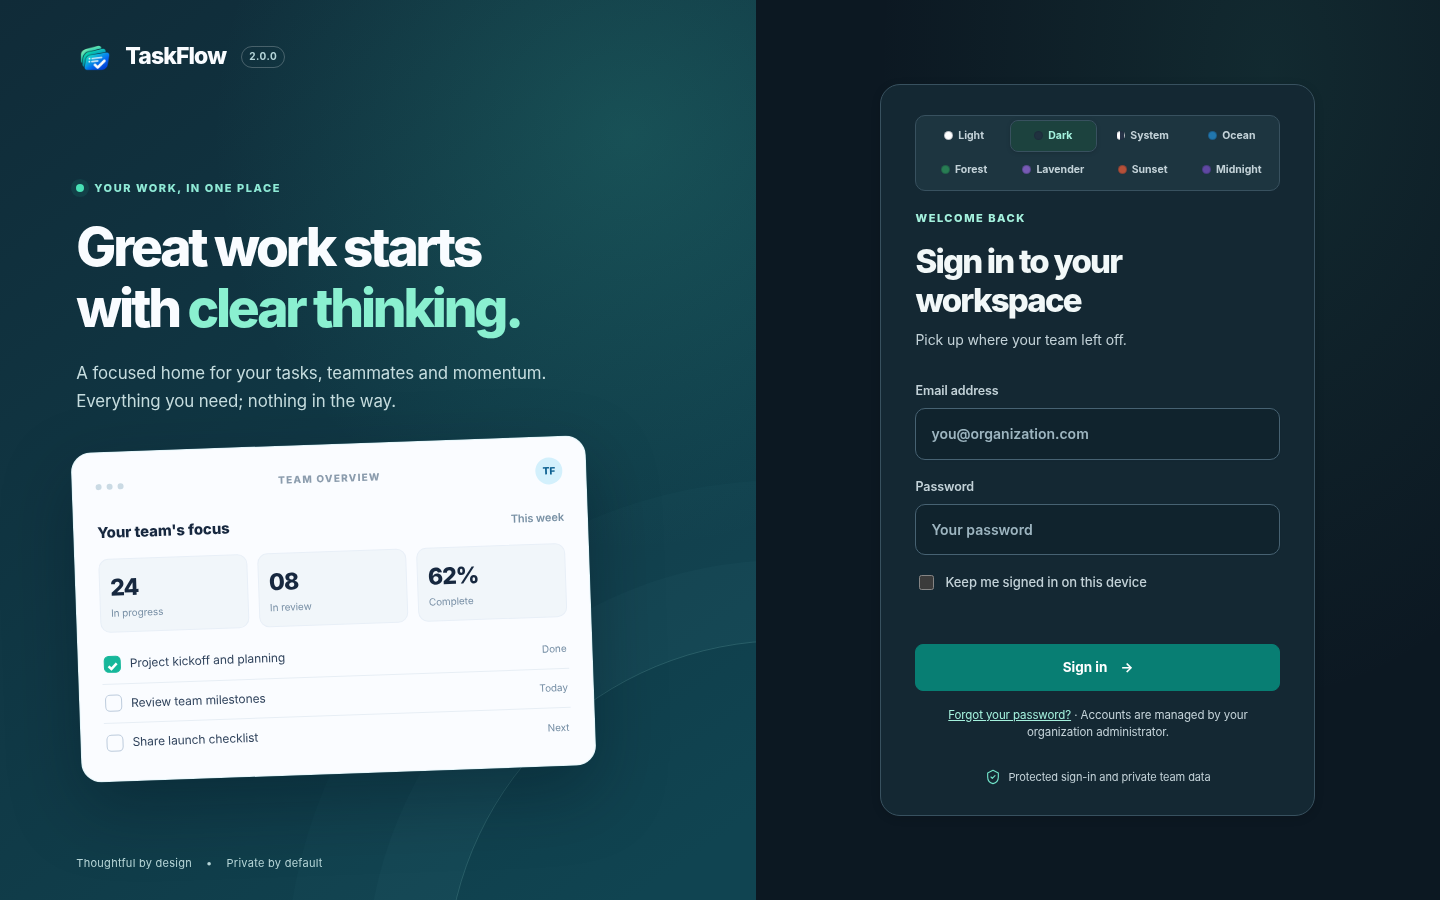 TaskFlow 2.0.0
YOUR WORK, IN ONE PLACE
Great work starts
with clear thinking.
A focused home for your tasks, teammates and momentum.
Everything you need; nothing in the way.
TEAM OVERVIEW
TF
Your team's focus
This week
24
In progress
08
In review
62%
Complete
Project kickoff and planning
Done
Review team milestones
Today
Share launch checklist
Next
Thoughtful by design • Private by default
Light Dark System Ocean
Forest Lavender Sunset Midnight
WELCOME BACK
Sign in to your
workspace
Pick up where your team left off.
Email address
you@organization.com
Password
Your password
Keep me signed in on this device
Sign in →
Forgot your password? · Accounts are managed by your
organization administrator.
Protected sign-in and private team data